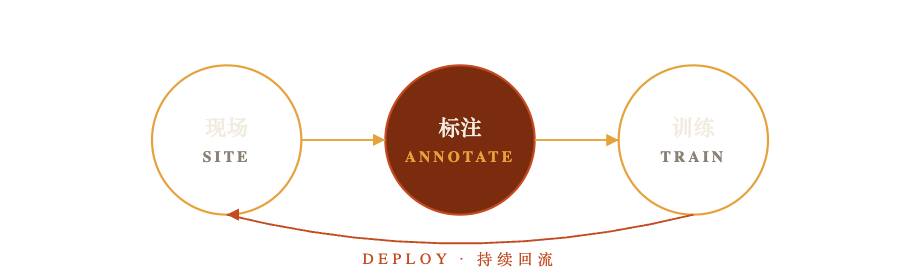 现场
SITE
标注
ANNOTATE
训练
TRAIN
DEPLOY · 持续回流